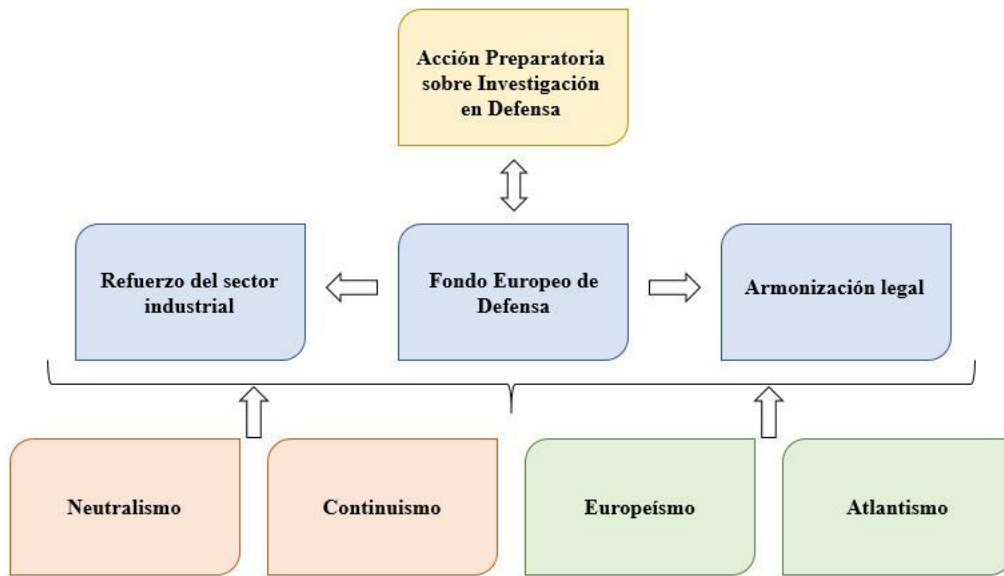 Acción Preparatoria
sobre Investigación
en Defensa
Refuerzo del sector
industrial
Fondo Europeo de
Defensa
Armonización legal
Neutralismo
Continuismo
Europeísmo
Atlantismo